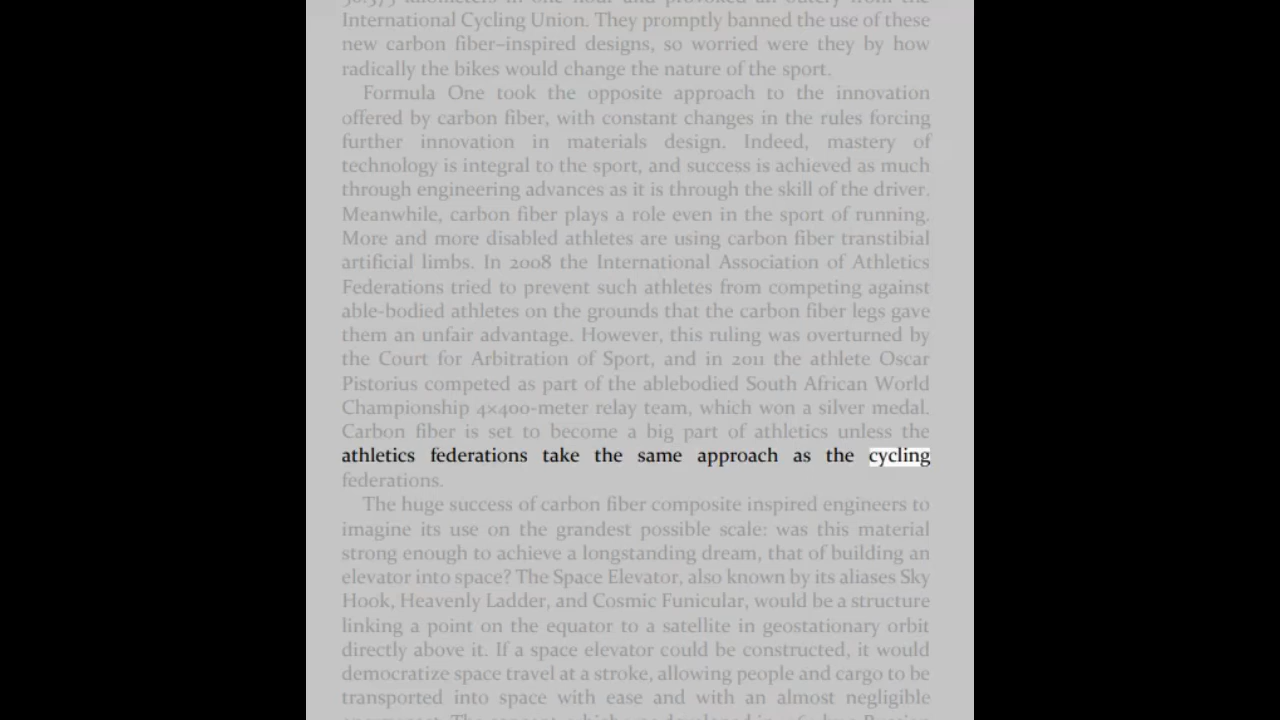 International Cycling Union. They promptly banned the use of these
new carbon fiber–inspired designs, so worried were they by how
radically the bikes would change the nature of the sport.
Formula One took the opposite approach to the innovation
offered by carbon fiber, with constant changes in the rules forcing
further innovation in materials design. Indeed, mastery of
technology is integral to the sport, and success is achieved as much
through engineering advances as it is through the skill of the driver.
Meanwhile, carbon fiber plays a role even in the sport of running.
More and more disabled athletes are using carbon fiber transtibial
artificial limbs. In 2008 the International Association of Athletics
Federations tried to prevent such athletes from competing against
able-bodied athletes on the grounds that the carbon fiber legs gave
them an unfair advantage. However, this ruling was overturned by
the Court for Arbitration of Sport, and in 2011 the athlete Oscar
Pistorius competed as part of the ablebodied South African World
Championship 4×400-meter relay team, which won a silver medal.
Carbon fiber is set to become a big part of athletics unless the
athletics federations take the same approach as the cycling
federations.
The huge success of carbon fiber composite inspired engineers to
imagine its use on the grandest possible scale: was this material
strong enough to achieve a longstanding dream, that of building an
elevator into space? The Space Elevator, also known by its aliases Sky
Hook, Heavenly Ladder, and Cosmic Funicular, would be a structure
linking a point on the equator to a satellite in geostationary orbit
directly above it. If a space elevator could be constructed, it would
democratize space travel at a stroke, allowing people and cargo to be
transported into space with ease and with an almost negligible